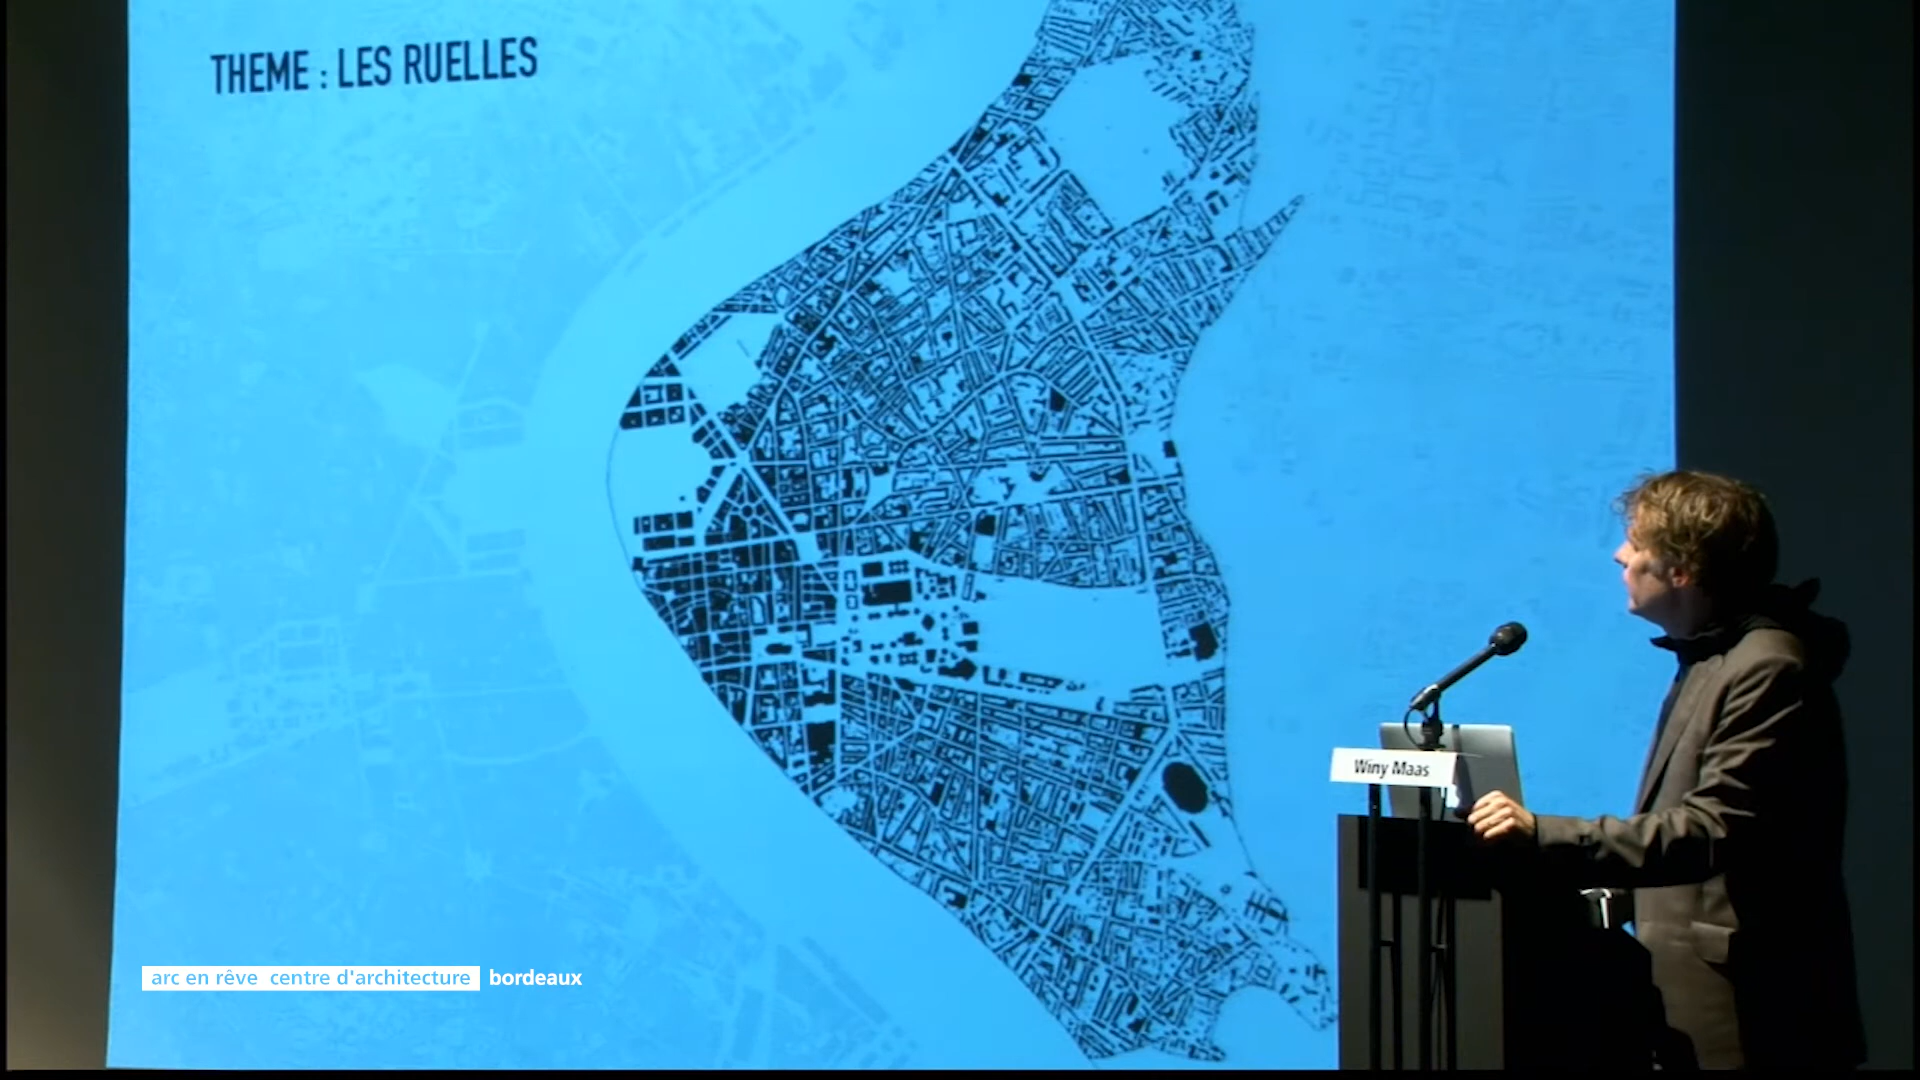 THEME : LES RUELLES
Winy Maas
arc en rêve centre d'architecture bordeaux